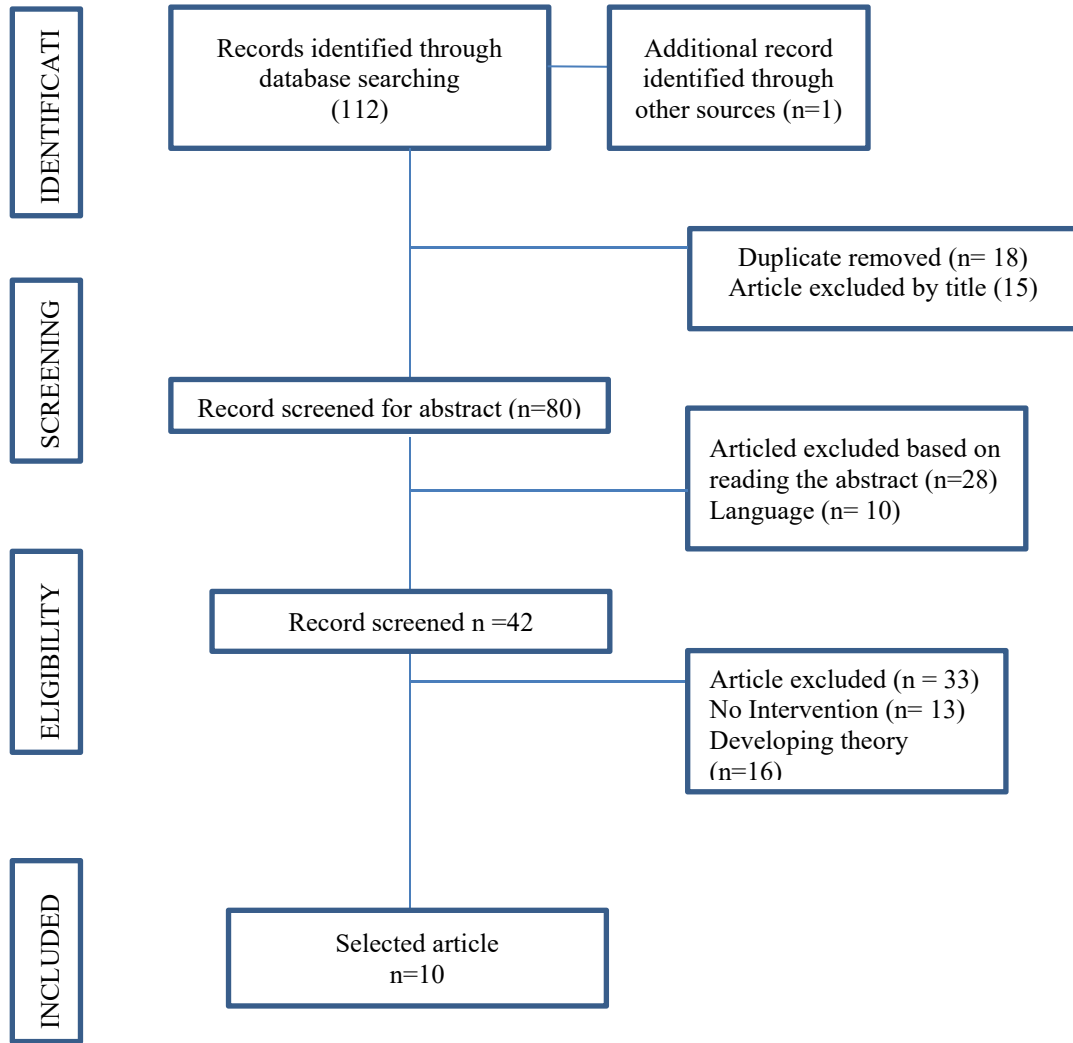 IDENTIFICATI
Records identified through
database searching
(112)
Additional record
identified through
other sources (n=1)
Duplicate removed (n= 18)
Article excluded by title (15)
SCREENING
Record screened for abstract (n=80)
Articled excluded based on
reading the abstract (n=28)
Language (n= 10)
ELIGIBILITY
Record screened n =42
Article excluded (n = 33)
No Intervention (n= 13)
Developing theory
(n=16)
INCLUDED
Selected article
n=10